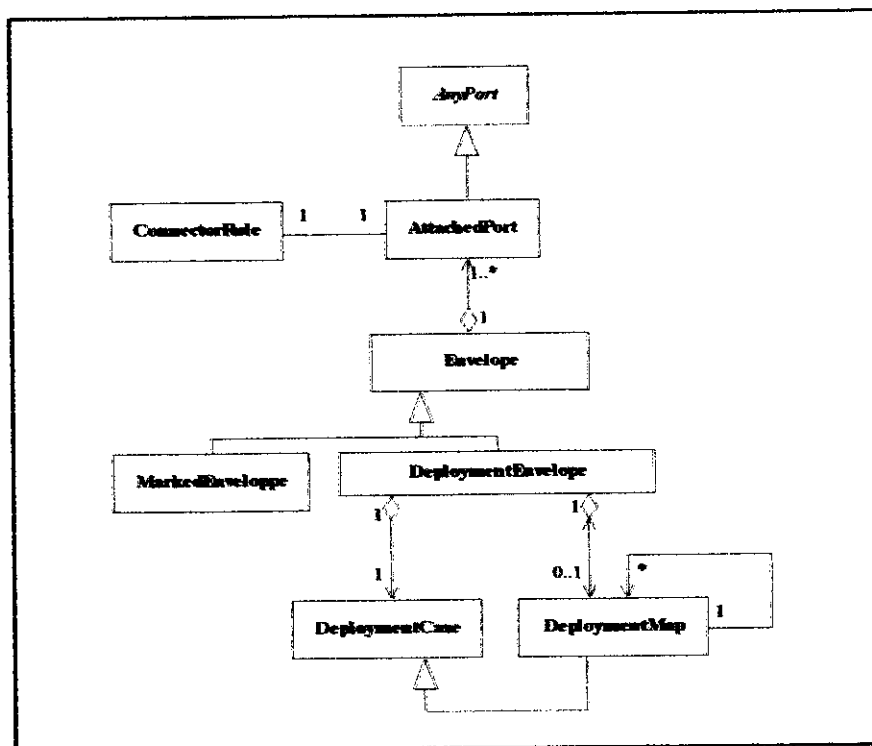 AnyPort
1 1
ConnectorRole AttachedPort
1..*
1
Envelope
MarkedEnveloppe DeploymentEnvelope
1 1
1 0..1 *
DeploymentCase DeploymentMap 1